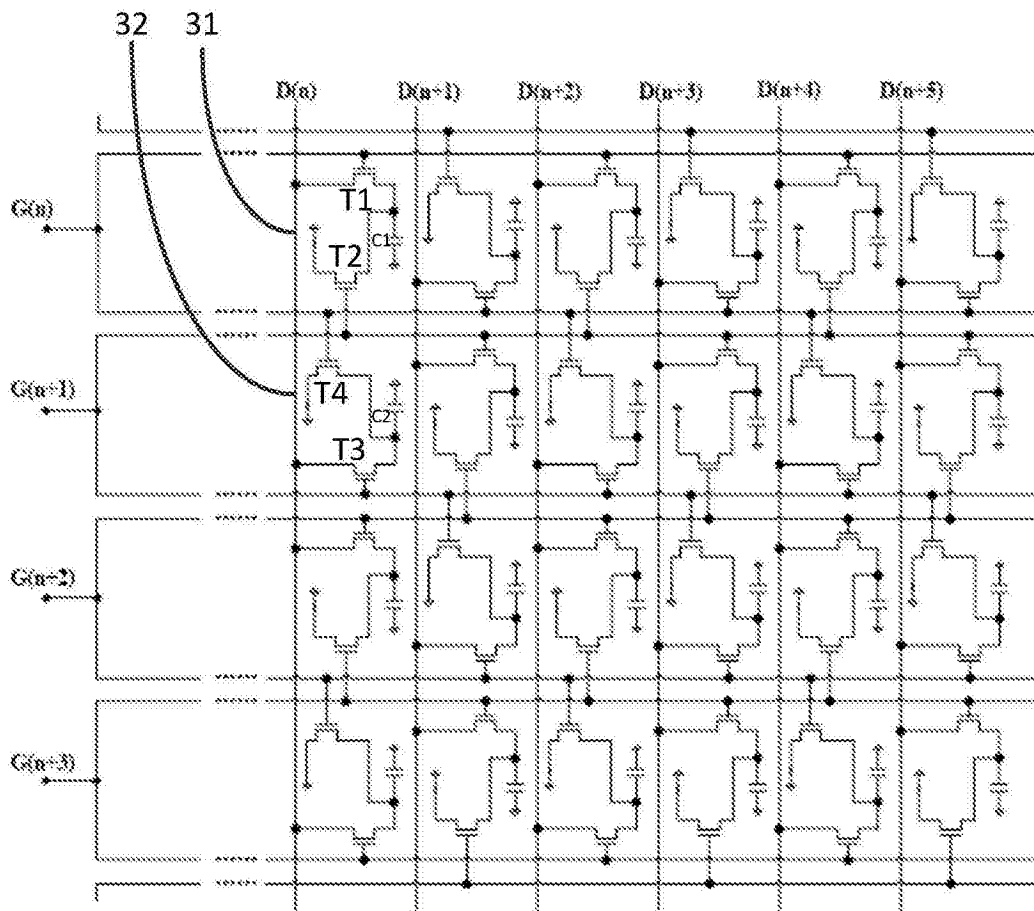 32 31
D(n) D(n+1) D(n+2) D(n+3) D(n+4) D(n+5)
T1
G(n)
C1
T2
G(n+1)
T4
C2
T3
G(n+2)
G(n+3)